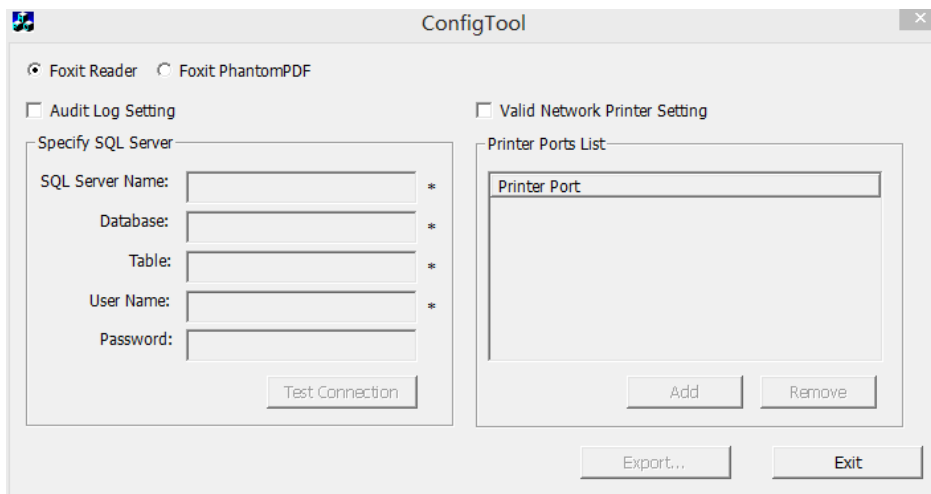 ConfigTool
Foxit Reader Foxit PhantomPDF
Audit Log Setting
Specify SQL Server
SQL Server Name: *
Database: *
Table: *
User Name: *
Password:
Test Connection
Valid Network Printer Setting
Printer Ports List
Printer Port
Add Remove
Export... Exit